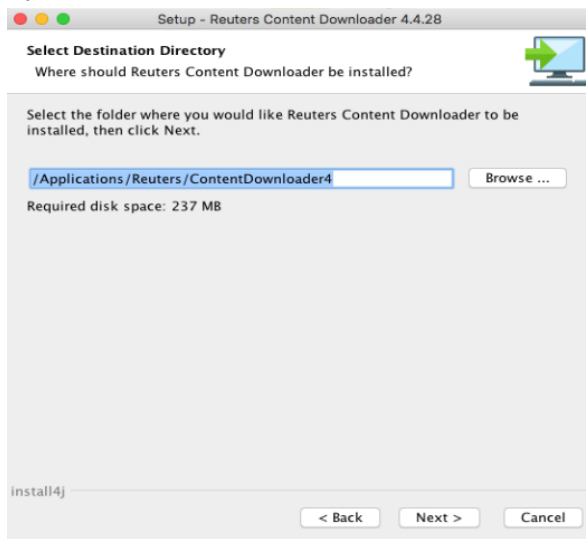 Setup - Reuters Content Downloader 4.4.28
Select Destination Directory
Where should Reuters Content Downloader be installed?
Select the folder where you would like Reuters Content Downloader to be
installed, then click Next.
/Applications/Reuters/ContentDownloader4
Browse ...
Required disk space: 237 MB
install4j
< Back
Next >
Cancel